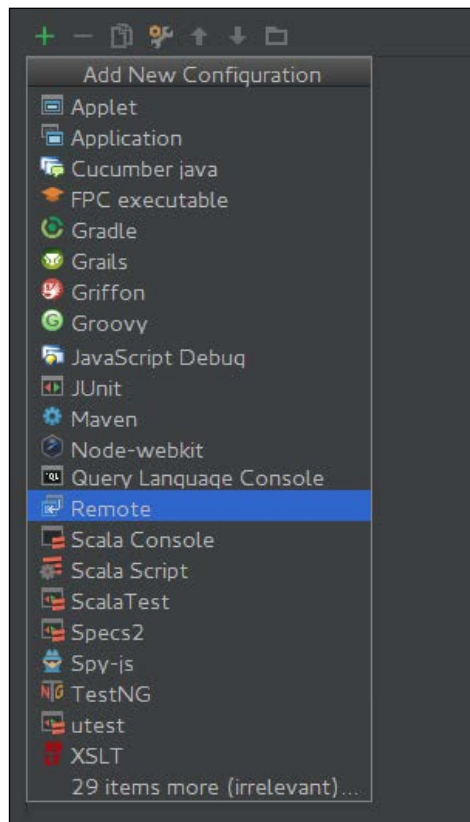 Add New Configuration
Applet
Application
Cucumber java
FPC executable
Gradle
Grails
Griffon
Groovy
JavaScript Debug
JUnit
Maven
Node-webkit
Query Language Console
Remote
Scala Console
Scala Script
ScalaTest
Specs2
Spy-js
TestNG
utest
XSLT
29 items more (irrelevant)...